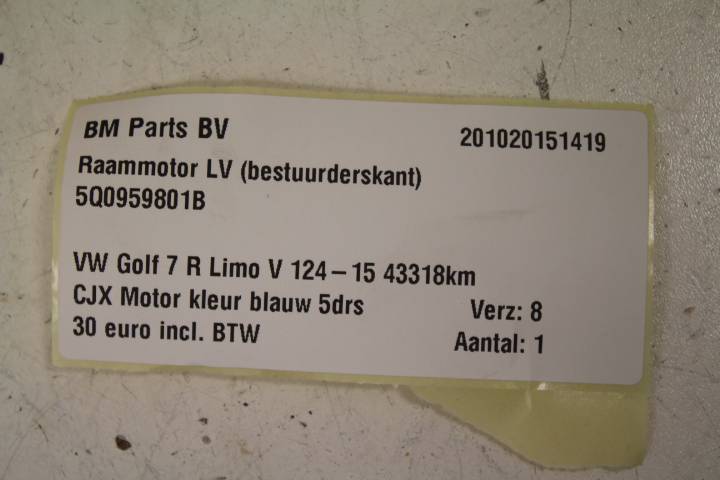 BM Parts BV 201020151419
Raammotor LV (bestuurderskant)
5Q0959801B
VW Golf 7 R Limo V 124 – 15 43318km
CJX Motor kleur blauw 5drs Verz: 8
30 euro incl. BTW Aantal: 1